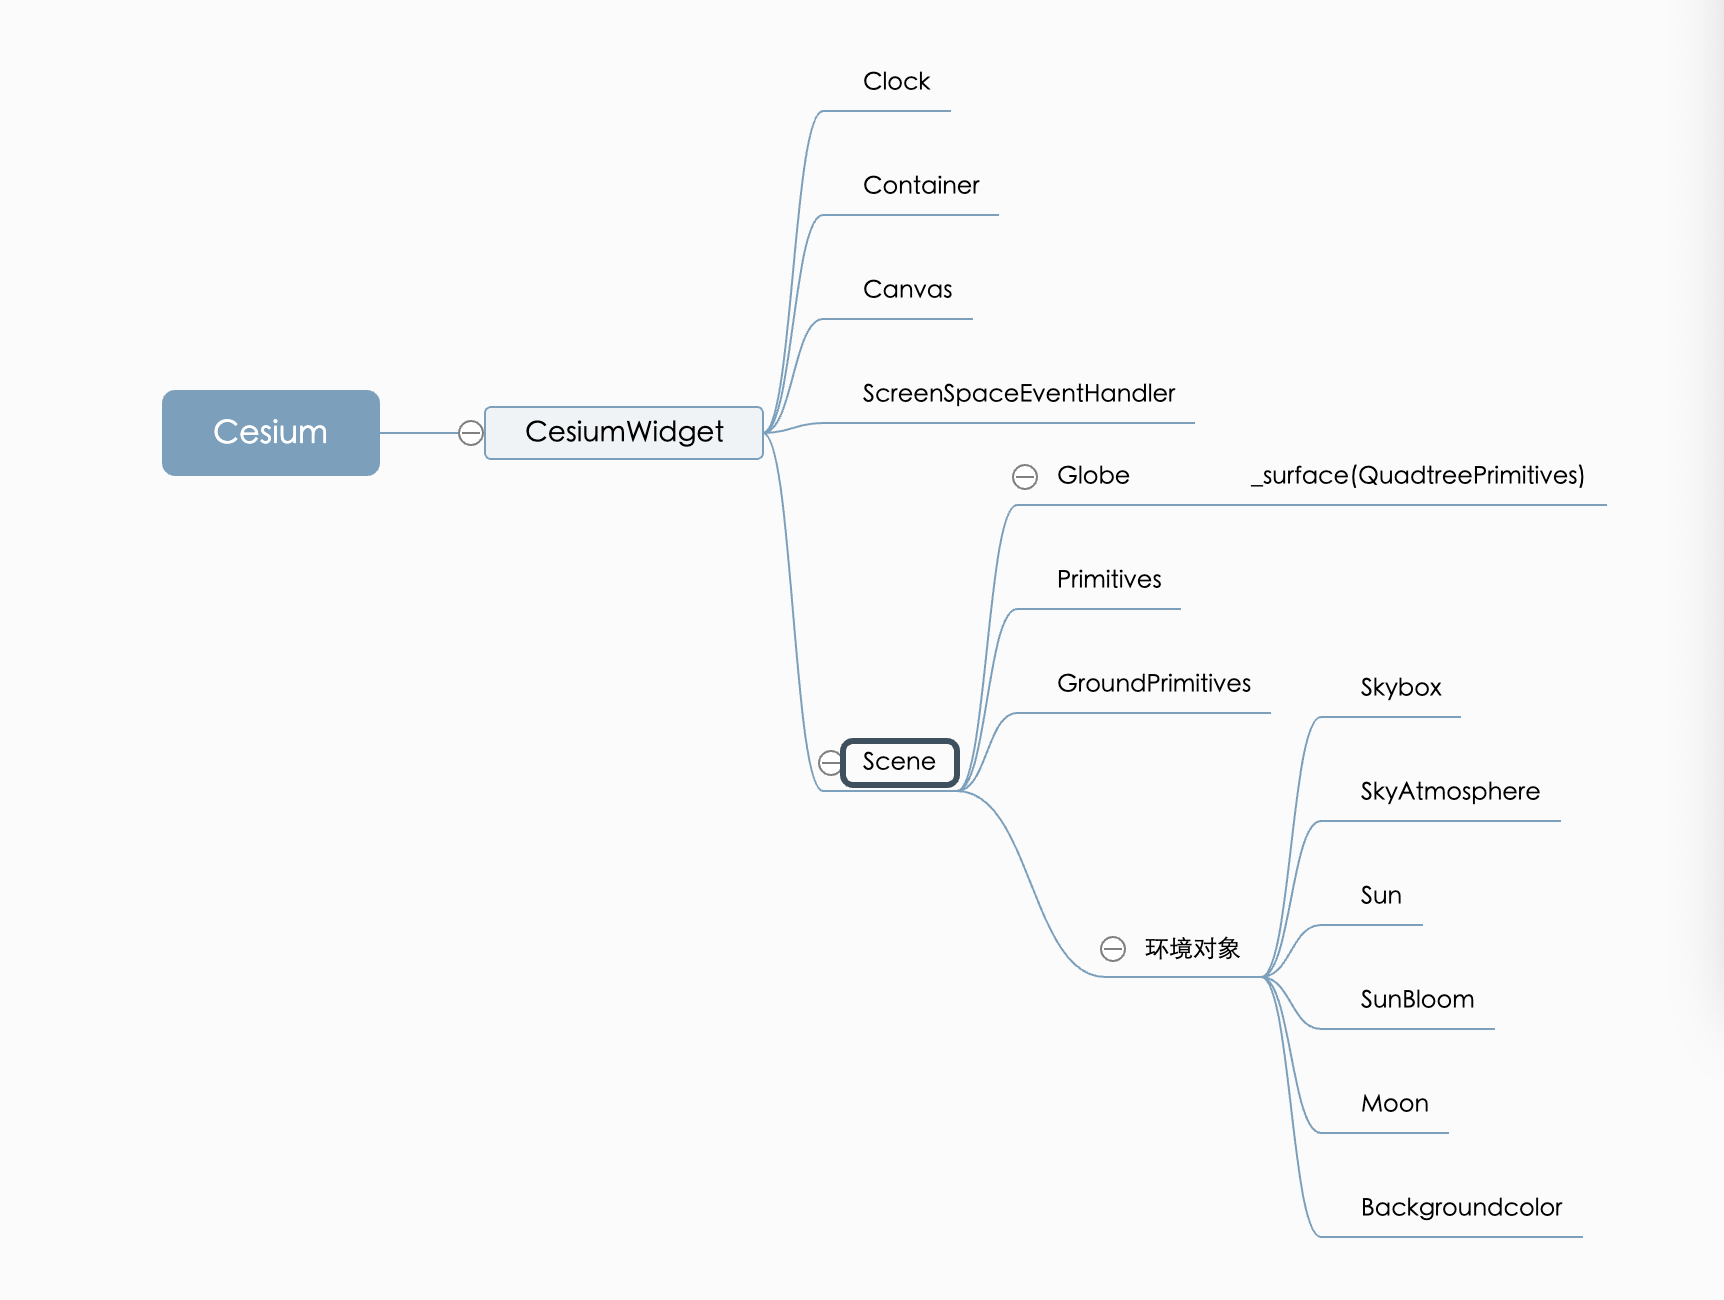 Cesium
CesiumWidget
Clock
Container
Canvas
ScreenSpaceEventHandler
Scene
Globe
_surface(QuadtreePrimitives)
Primitives
GroundPrimitives
环境对象
Skybox
SkyAtmosphere
Sun
SunBloom
Moon
Backgroundcolor